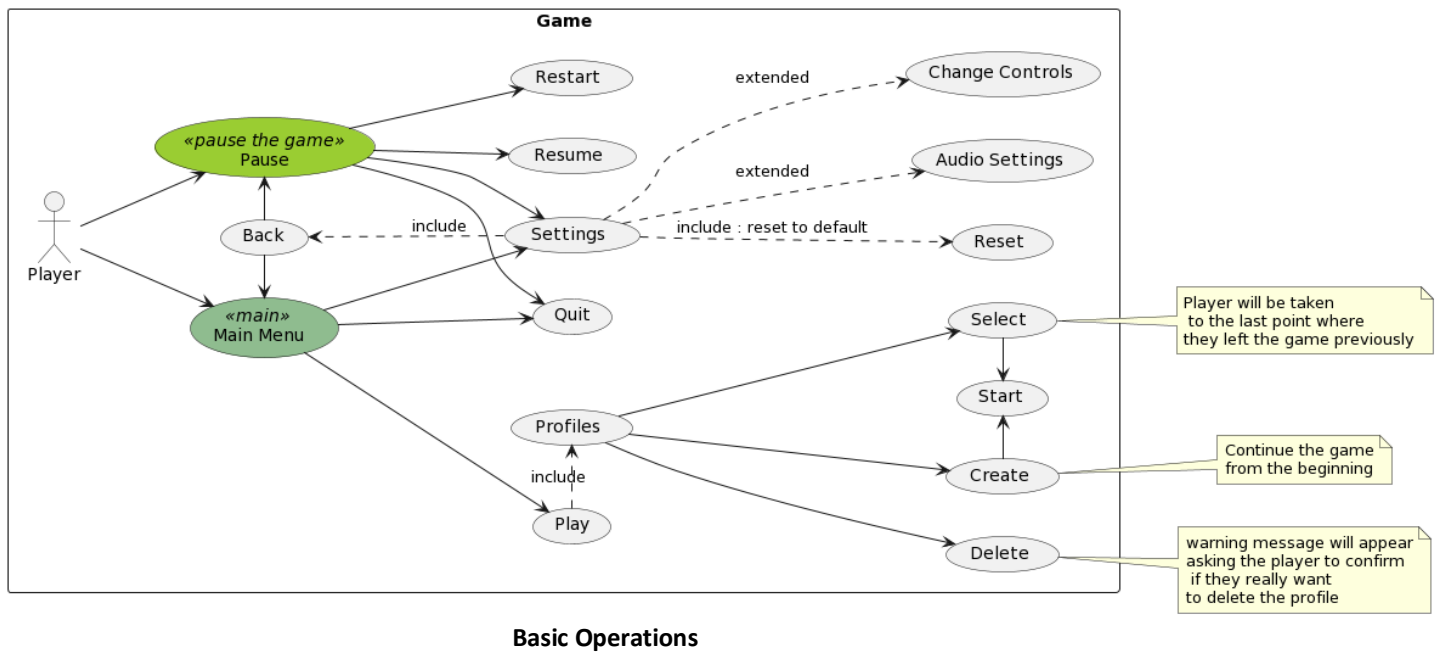 Game
Restart
Change Controls
extended
«pause the game»
Pause
Resume
Audio Settings
extended
Player
Back
include
Settings
include : reset to default
Reset
«main»
Main Menu
Quit
Select
Player will be taken
to the last point where
they left the game previously
Start
Profiles
include
Create
Continue the game
from the beginning
Play
Delete
warning message will appear
asking the player to confirm
if they really want
to delete the profile
Basic Operations